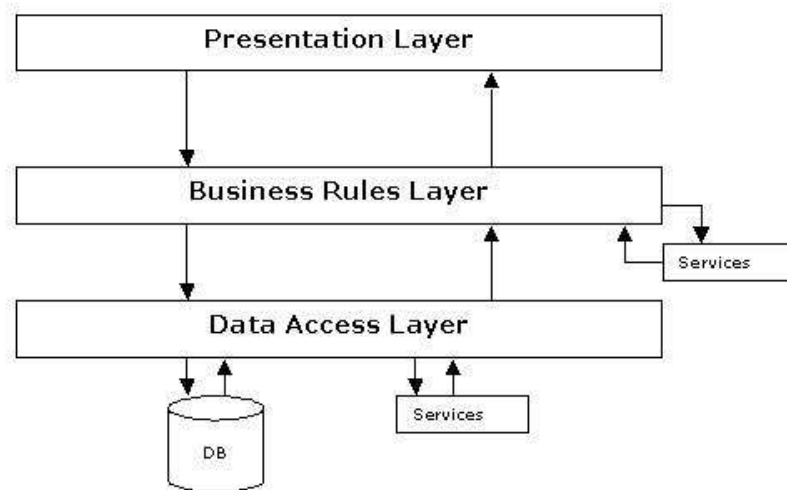 Presentation Layer
Business Rules Layer
Services
Data Access Layer
Services
DB